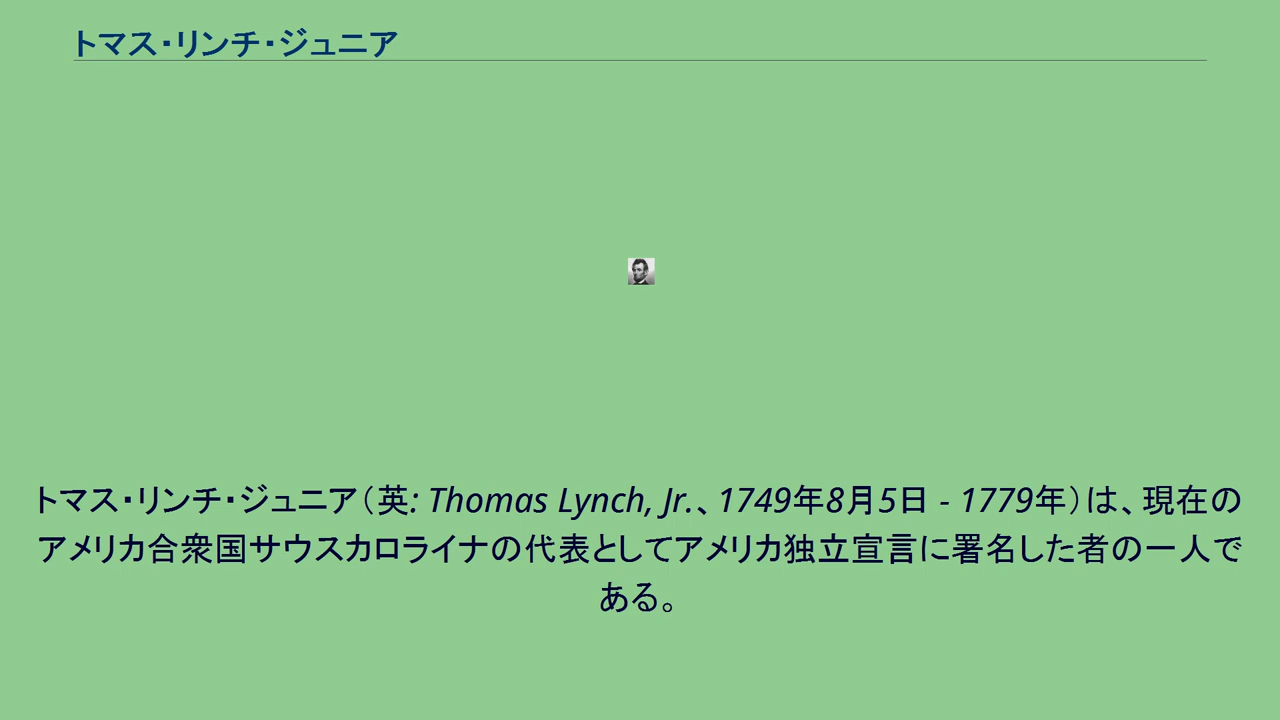 トマス・リンチ・ジュニア
トマス・リンチ・ジュニア（英: Thomas Lynch, Jr.、1749年8月5日 - 1779年）は、現在の
アメリカ合衆国サウスカロライナの代表としてアメリカ独立宣言に署名した者の一人で
ある。